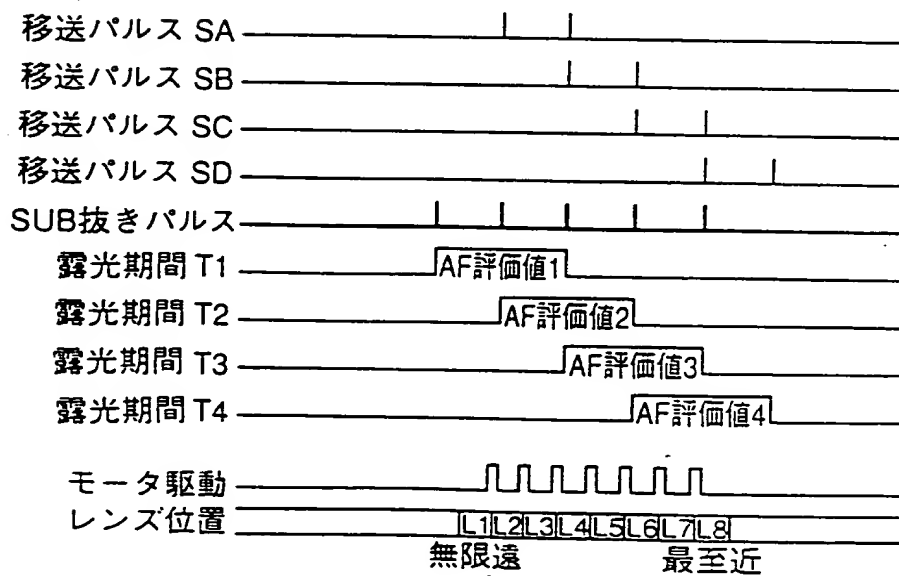 移送パルス SA
移送パルス SB
移送パルス SC
移送パルス SD
SUB抜きパルス
露光期間 T1 AF評価値1
露光期間 T2 AF評価値2
露光期間 T3 AF評価値3
露光期間 T4 AF評価値4
モータ駆動
レンズ位置 L1 L2 L3 L4 L5 L6 L7 L8
無限遠 最至近